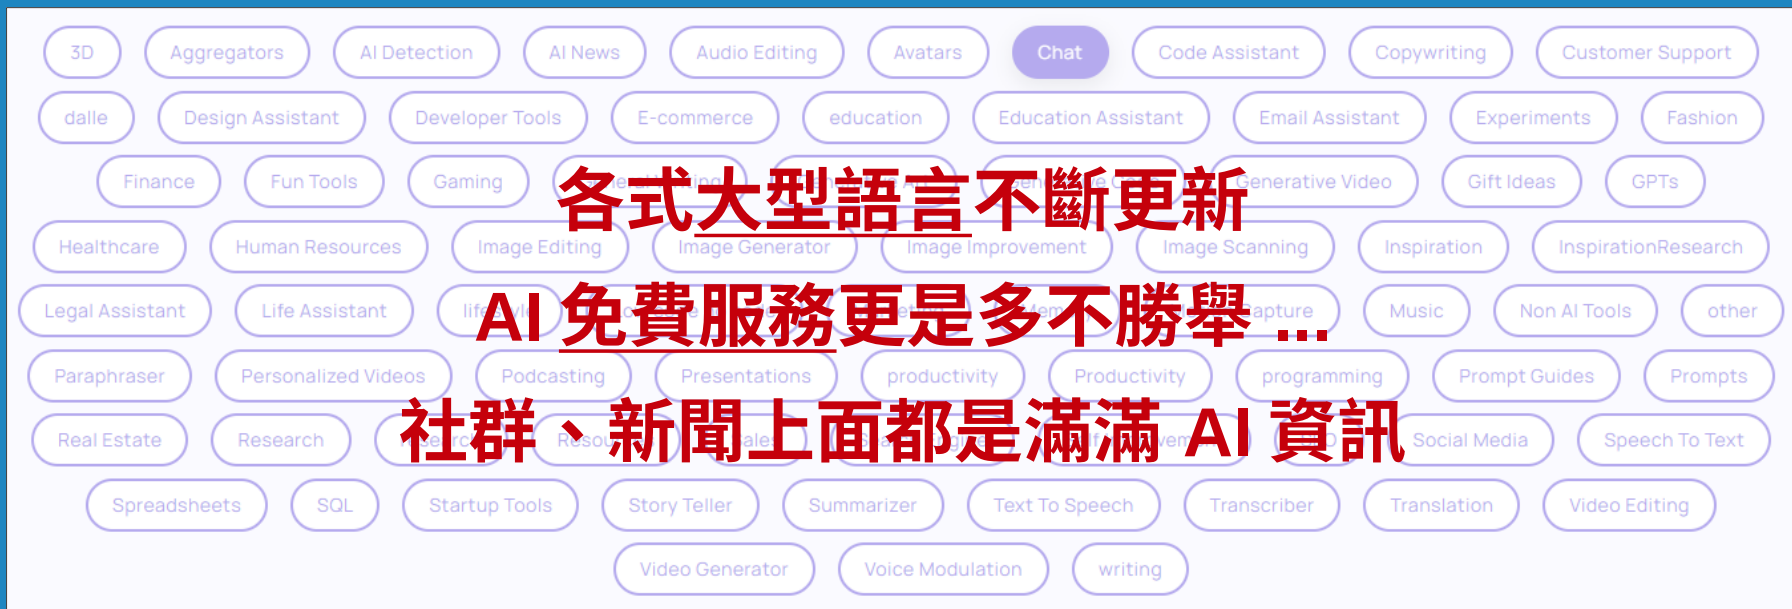 3D Aggregators AI Detection AI News Audio Editing Avatars Chat Code Assistant Copywriting Customer Support
dalle Design Assistant Developer Tools E-commerce education Education Assistant Email Assistant Experiments Fashion
Finance Fun Tools Gaming Generative Video Gift Ideas GPTs
各式大型語言不斷更新
Healthcare Human Resources Image Editing Image Generator Image Improvement Image Scanning Inspiration InspirationResearch
Legal Assistant Life Assistant Music Non AI Tools other
AI 免費服務更是多不勝舉 ...
Paraphraser Personalized Videos Podcasting Presentations productivity Productivity programming Prompt Guides Prompts
Real Estate Research Social Media Speech To Text
社群、新聞上面都是滿滿 AI 資訊
Spreadsheets SQL Startup Tools Story Teller Summarizer Text To Speech Transcriber Translation Video Editing
Video Generator Voice Modulation writing